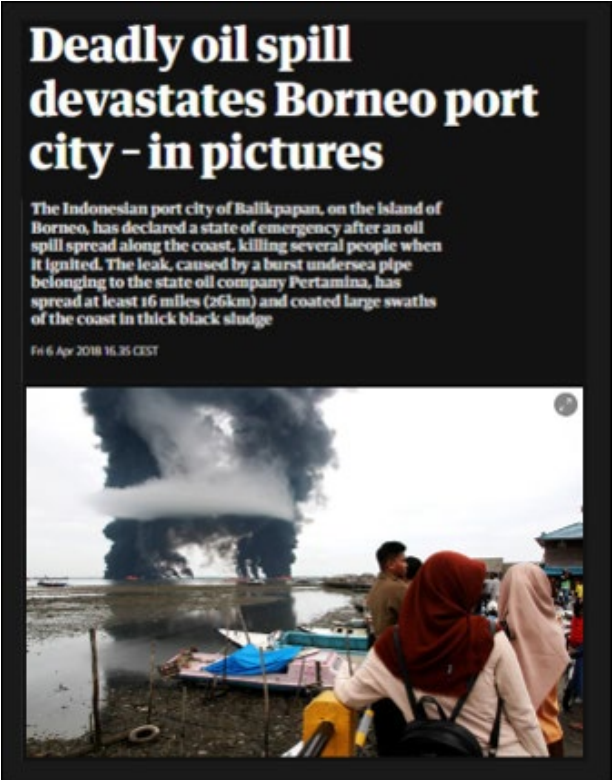 Deadly oil spill
devastates Borneo port
city – in pictures
The Indonesian port city of Balikpapan, on the island of
Borneo, has declared a state of emergency after an oil
spill spread along the coast, killing several people when
it ignited. The leak, caused by a burst undersea pipe
belonging to the state oil company Pertamina, has
spread at least 16 miles (26km) and coated large swaths
of the coast in thick black sludge
Fri 6 Apr 2018 16.35 CEST